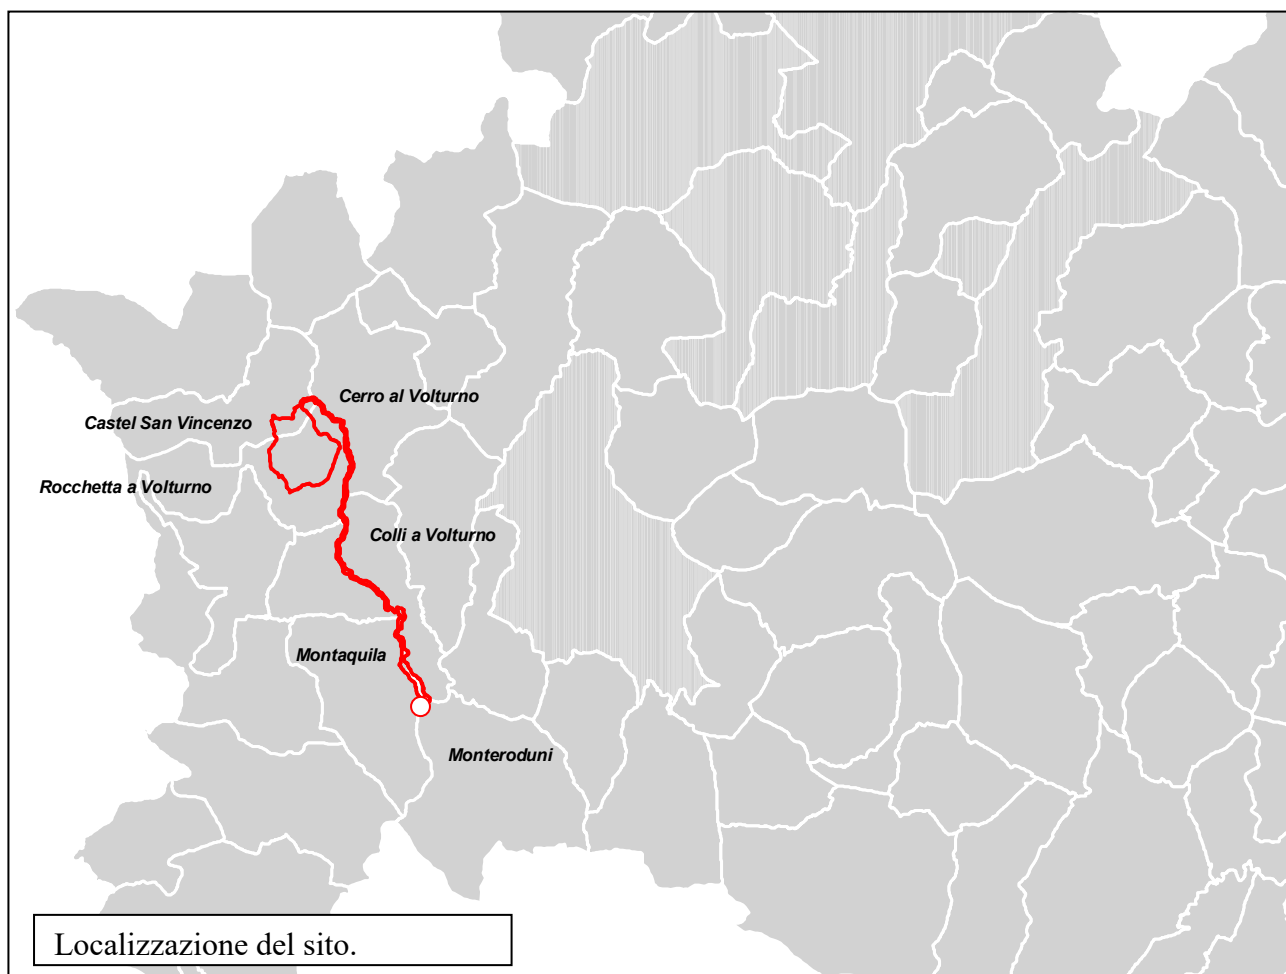 Cerro al Volturno
Castel San Vincenzo
Rocchetta a Volturno
Colli a Volturno
Montaquila
Monteroduni
Localizzazione del sito.